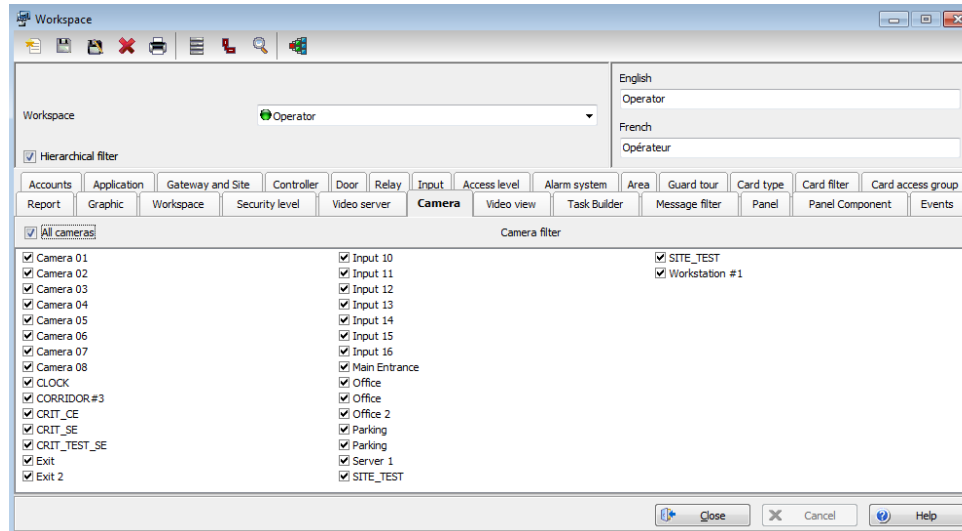 Workspace
English
Operator
Workspace
Operator
French
Opérateur
Hierarchical filter
Accounts Application Gateway and Site Controller Door Relay Input Access level Alarm system Area Guard tour Card type Card filter Card access group
Report Graphic Workspace Security level Video server Camera Video view Task Builder Message filter Panel Panel Component Events
All cameras Camera filter
Camera 01 Input 10 SITE_TEST
Camera 02 Input 11 Workstation #1
Camera 03 Input 12
Camera 04 Input 13
Camera 05 Input 14
Camera 06 Input 15
Camera 07 Input 16
Camera 08 Main Entrance
CLOCK Office
CORRIDOR#3 Office
CRIT_CE Office 2
CRIT_SE Parking
CRIT_TEST_SE Parking
Exit Server 1
Exit 2 SITE_TEST
Close Cancel Help